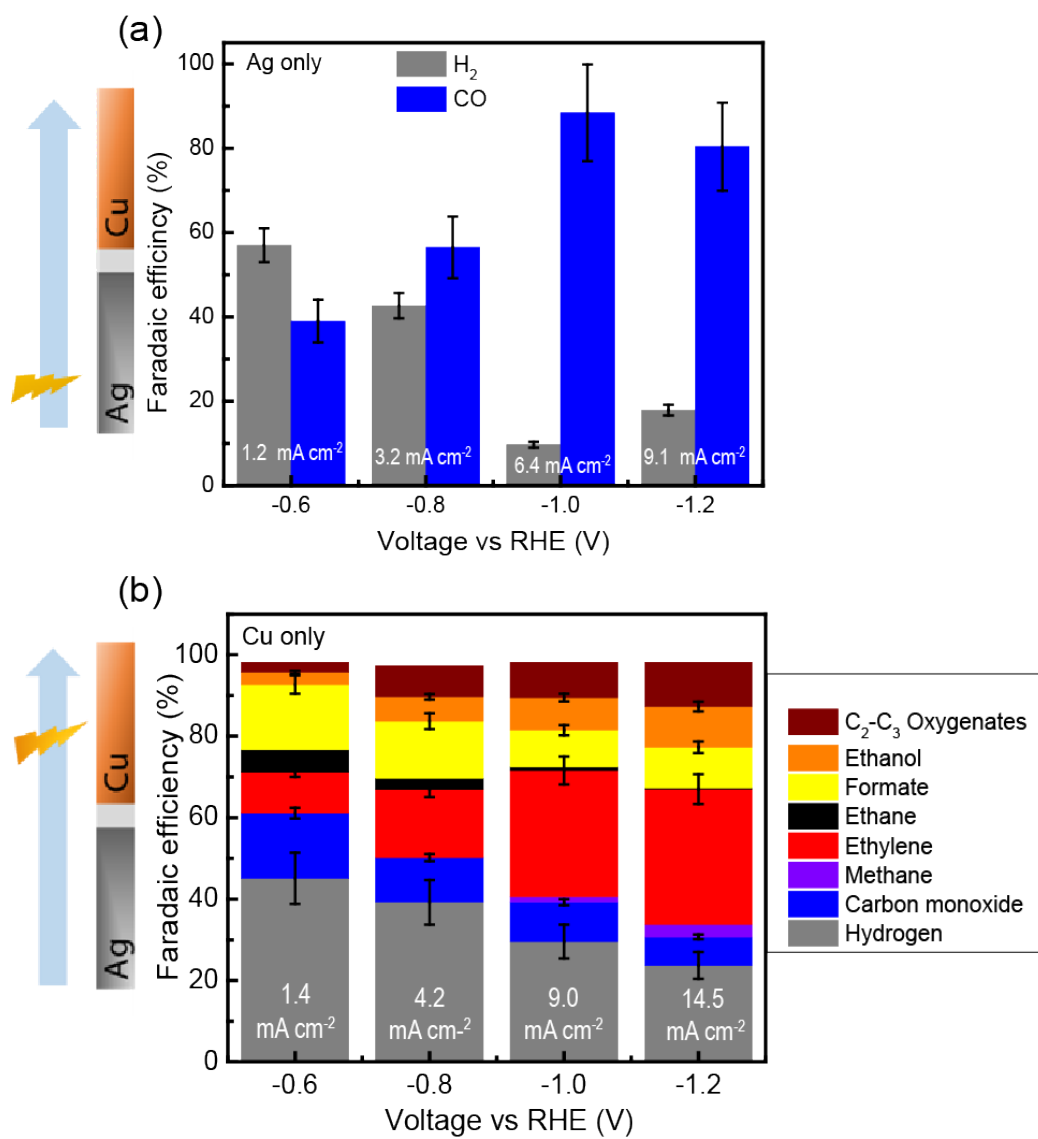 (a)
Ag only
H2
CO
Faradaic efficincy (%)
100
80
60
40
20
0
1.2 mA cm-2
3.2 mA cm-2
6.4 mA cm-2
9.1 mA cm-2
-0.6
-0.8
-1.0
-1.2
Voltage vs RHE (V)
Cu
Ag
(b)
Cu only
Faradaic efficiency (%)
100
80
60
40
20
0
1.4
mA cm-2
4.2
mA cm-2
9.0
mA cm-2
14.5
mA cm-2
-0.6
-0.8
-1.0
-1.2
Voltage vs RHE (V)
Cu
Ag
C2-C3 Oxygenates
Ethanol
Formate
Ethane
Ethylene
Methane
Carbon monoxide
Hydrogen